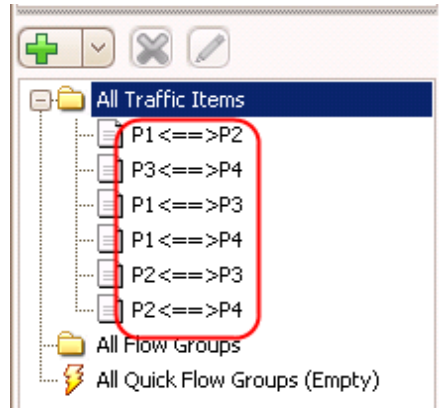 All Traffic Items
P1<==>P2
P3<==>P4
P1<==>P3
P1<==>P4
P2<==>P3
P2<==>P4
All Flow Groups
All Quick Flow Groups (Empty)